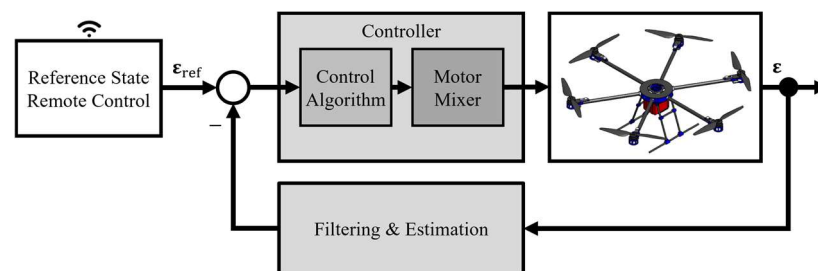 Controller
Reference State
Remote Control
ε_ref
Control
Algorithm
Motor
Mixer
ε
−
Filtering & Estimation